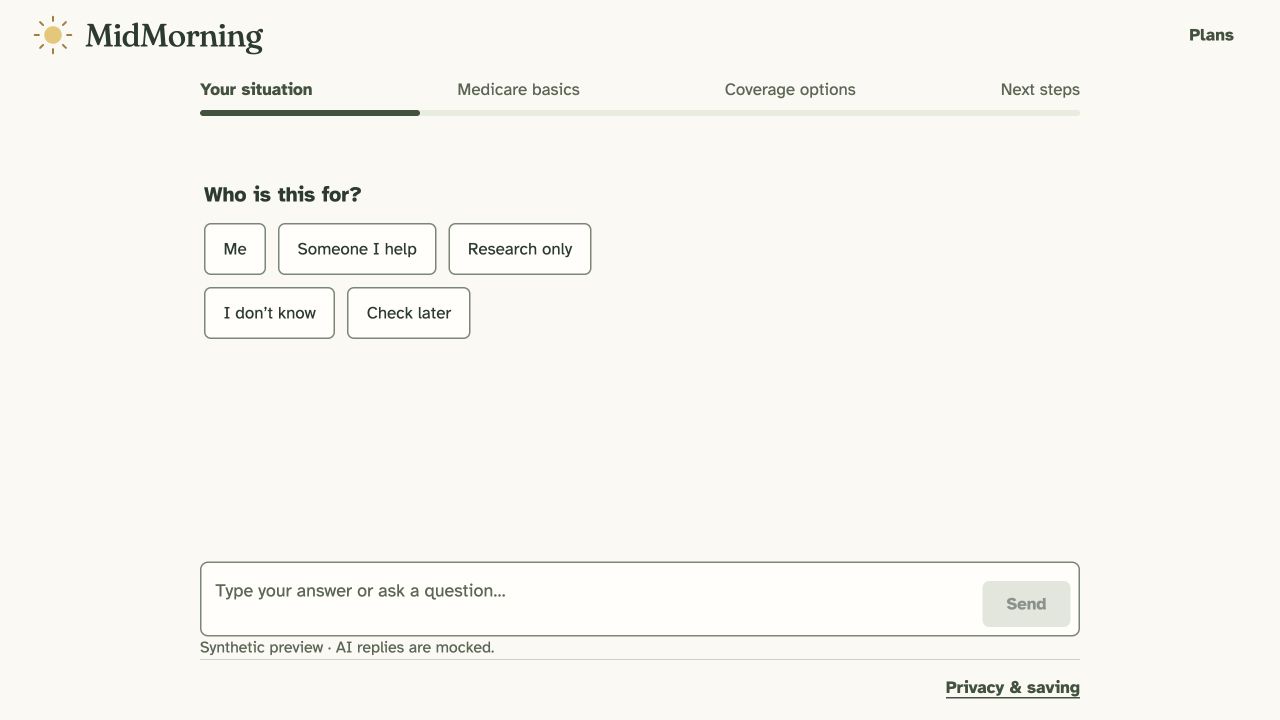 MidMorning
Plans
Your situation
Medicare basics
Coverage options
Next steps
Who is this for?
Me
Someone I help
Research only
I don’t know
Check later
Type your answer or ask a question...
Send
Synthetic preview · AI replies are mocked.
Privacy & saving